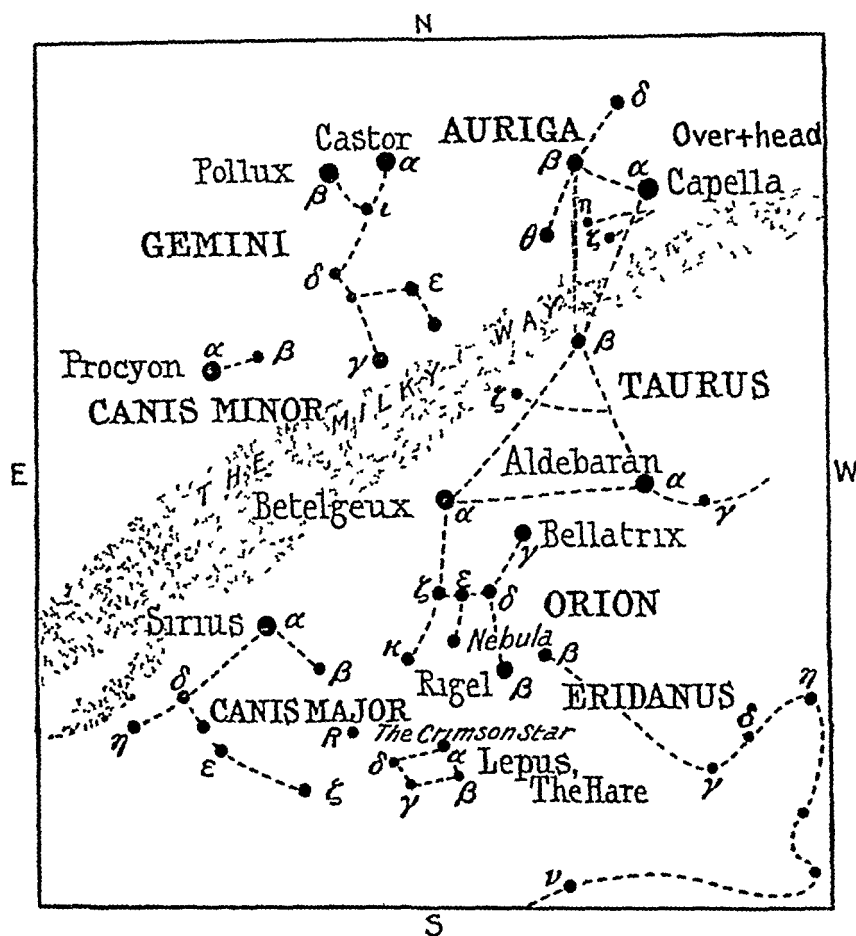 N
δ
Castor AURIGA Over+head
Pollux α β α Capella
β ι η ι
GEMINI θ ζ
δ ε
THE MILKY WAY
α β γ β
Procyon ζ TAURUS
CANIS MINOR
E Aldebaran α W
Betelgeux α γ
γ Bellatrix
ζ ε δ ORION
Sirius α κ Nebula β
β Rigel β ERIDANUS η
δ CANIS MAJOR δ
η R The Crimson Star
ε δ α Lepus, γ
ζ γ β The Hare
ν
S